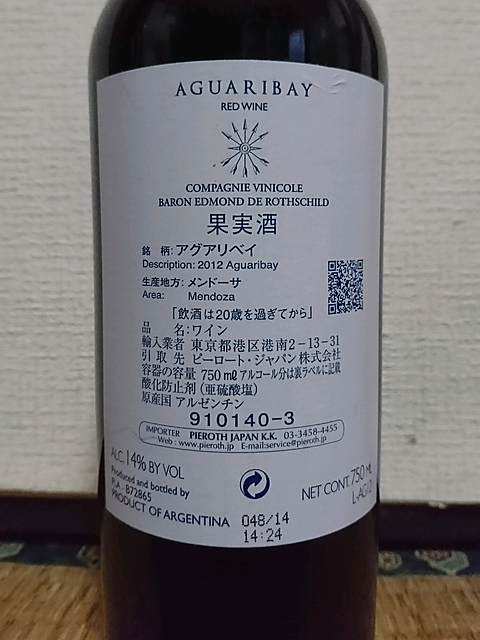 AGUARIBAY
RED WINE
COMPAGNIE VINICOLE
BARON EDMOND DE ROTHSCHILD
果実酒
銘　柄:アグアリベイ
Description: 2012 Aguaribay
生産地方: メンドーサ
Area: Mendoza
「飲酒は20歳を過ぎてから」
品　　名:ワイン
輸入業者 東京都港区港南2-13-31
引 取 先 ピーロート・ジャパン株式会社
容器の容量 750㎖ アルコール分は裏ラベルに記載
酸化防止剤（亜硫酸塩）
原産国 アルゼンチン
910140-3
IMPORTER PIEROTH JAPAN K.K. 03-3458-4455
Web : www.pieroth.jp E-mail:service@pieroth.jp
ALC. 14% BY VOL
Produced and bottled by
FLA - B72865
PRODUCT OF ARGENTINA
NET CONT. 750 ML
L-AG12
048/14
14:24